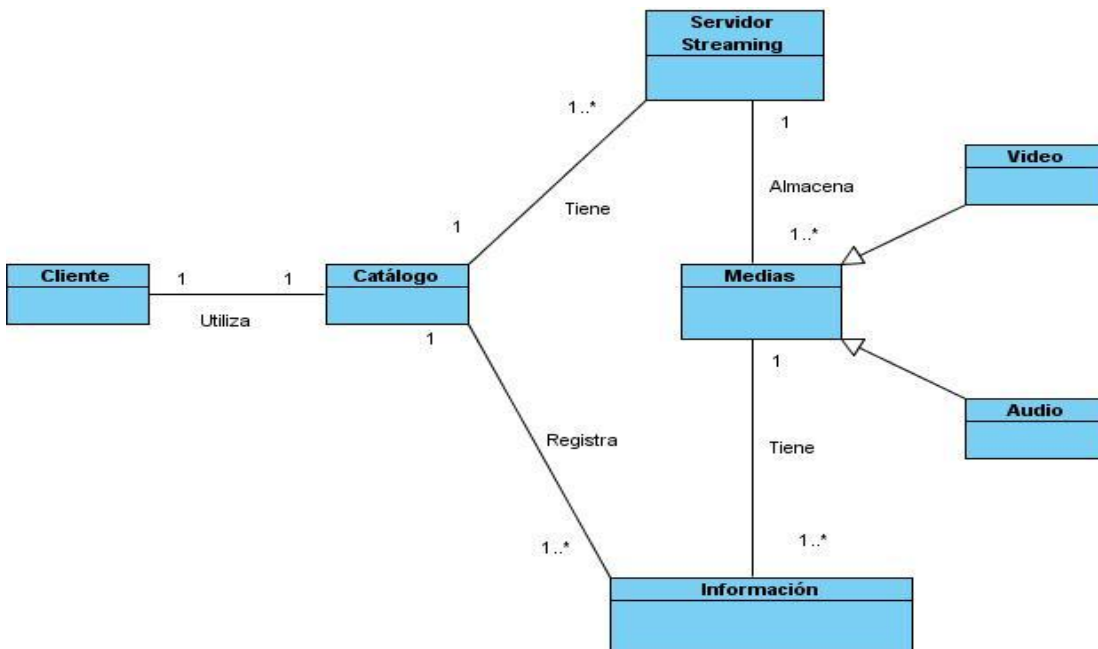 Servidor
Streaming
1..*
1
Video
Almacena
Tiene
1
1..*
Cliente
1
1
Catálogo
Medias
Utiliza
1
1
Audio
Registra
Tiene
1..*
1..*
Información